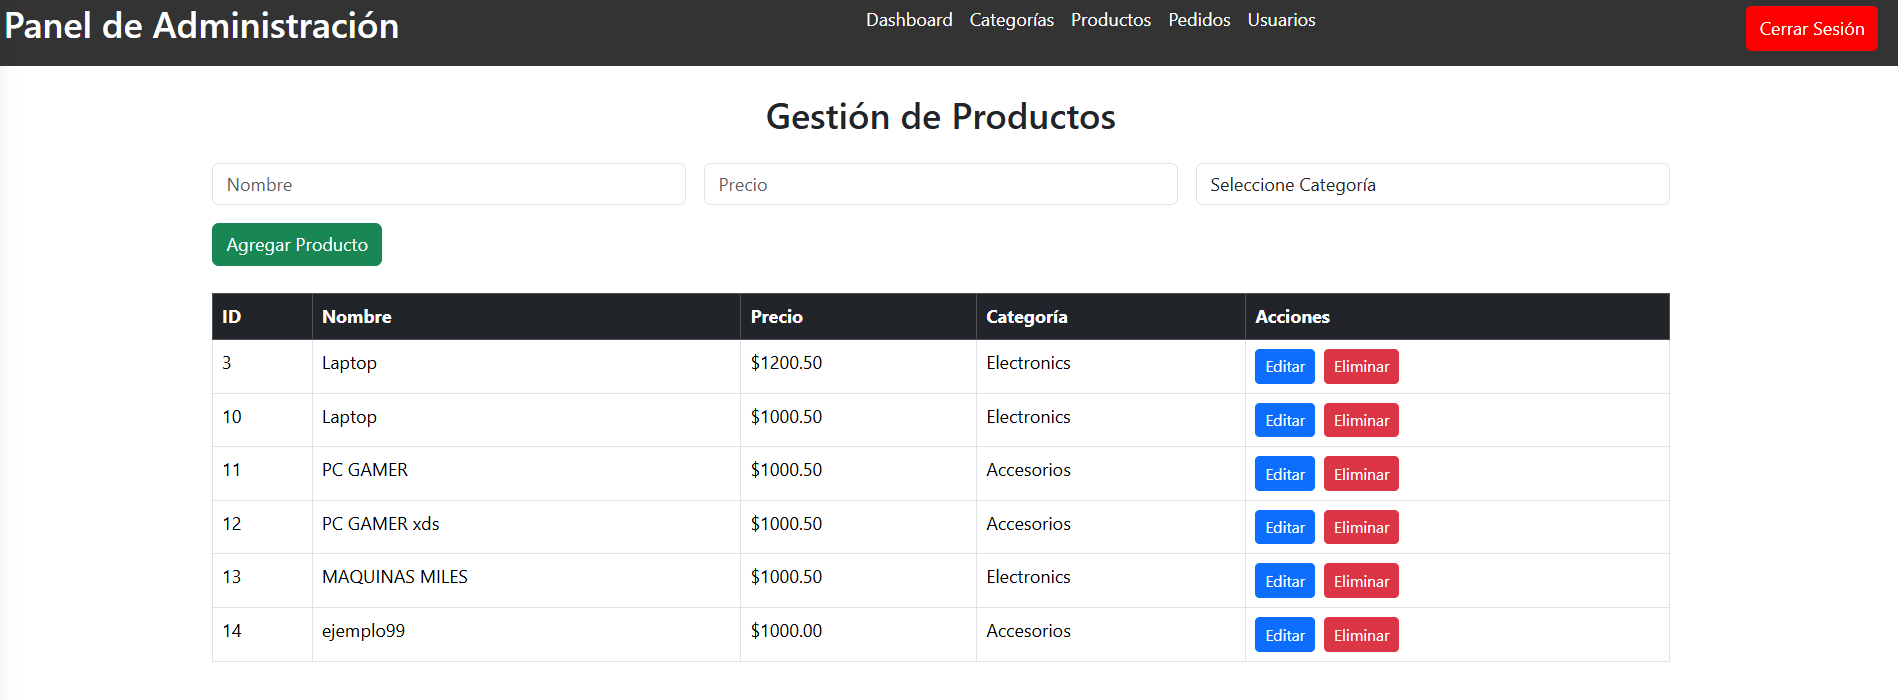 Panel de Administración
Dashboard Categorías Productos Pedidos Usuarios
Cerrar Sesión
Gestión de Productos
Nombre Precio Seleccione Categoría
Agregar Producto
ID Nombre Precio Categoría Acciones
3 Laptop $1200.50 Electronics Editar Eliminar
10 Laptop $1000.50 Electronics Editar Eliminar
11 PC GAMER $1000.50 Accesorios Editar Eliminar
12 PC GAMER xds $1000.50 Accesorios Editar Eliminar
13 MAQUINAS MILES $1000.50 Electronics Editar Eliminar
14 ejemplo99 $1000.00 Accesorios Editar Eliminar